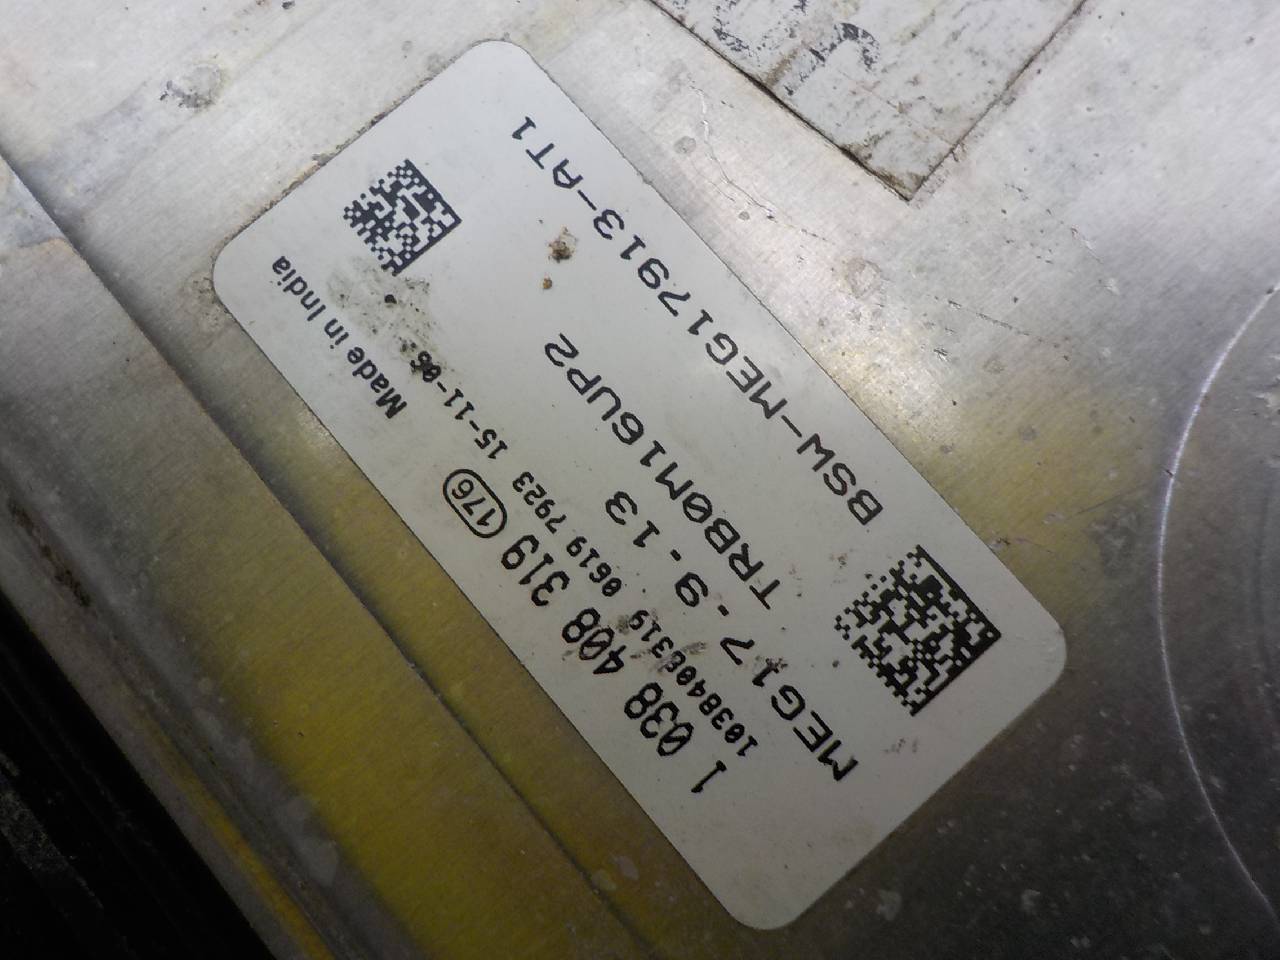 BSW-MEG17913-AT1
TRB0M16UP2
MEG17 .9.13
1038408319 0619 7923 15-11-06
1 038 408 319 176
Made in India